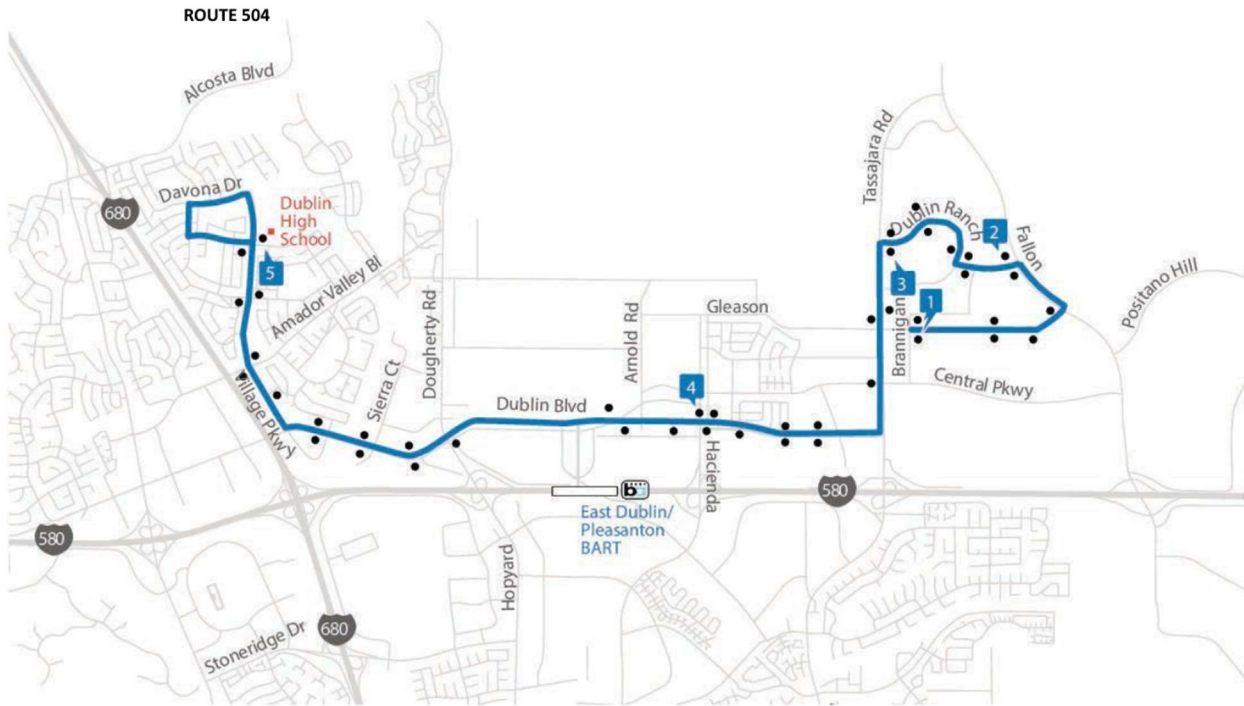 ROUTE 504
Alcosta Blvd
Tassajara Rd
Davona Dr
680
Dublin
High
School
Dublin Ranch
2
Fallon
5
3
Amador Valley Bl
Positano Hill
Dougherty Rd
Arnold Rd
Gleason
1
Brannigan
Village Pkwy
Sierra Ct
4
Central Pkwy
Dublin Blvd
Hacienda
b
580
East Dublin/
Pleasanton
BART
580
Hopyard
680
Stoneridge Dr